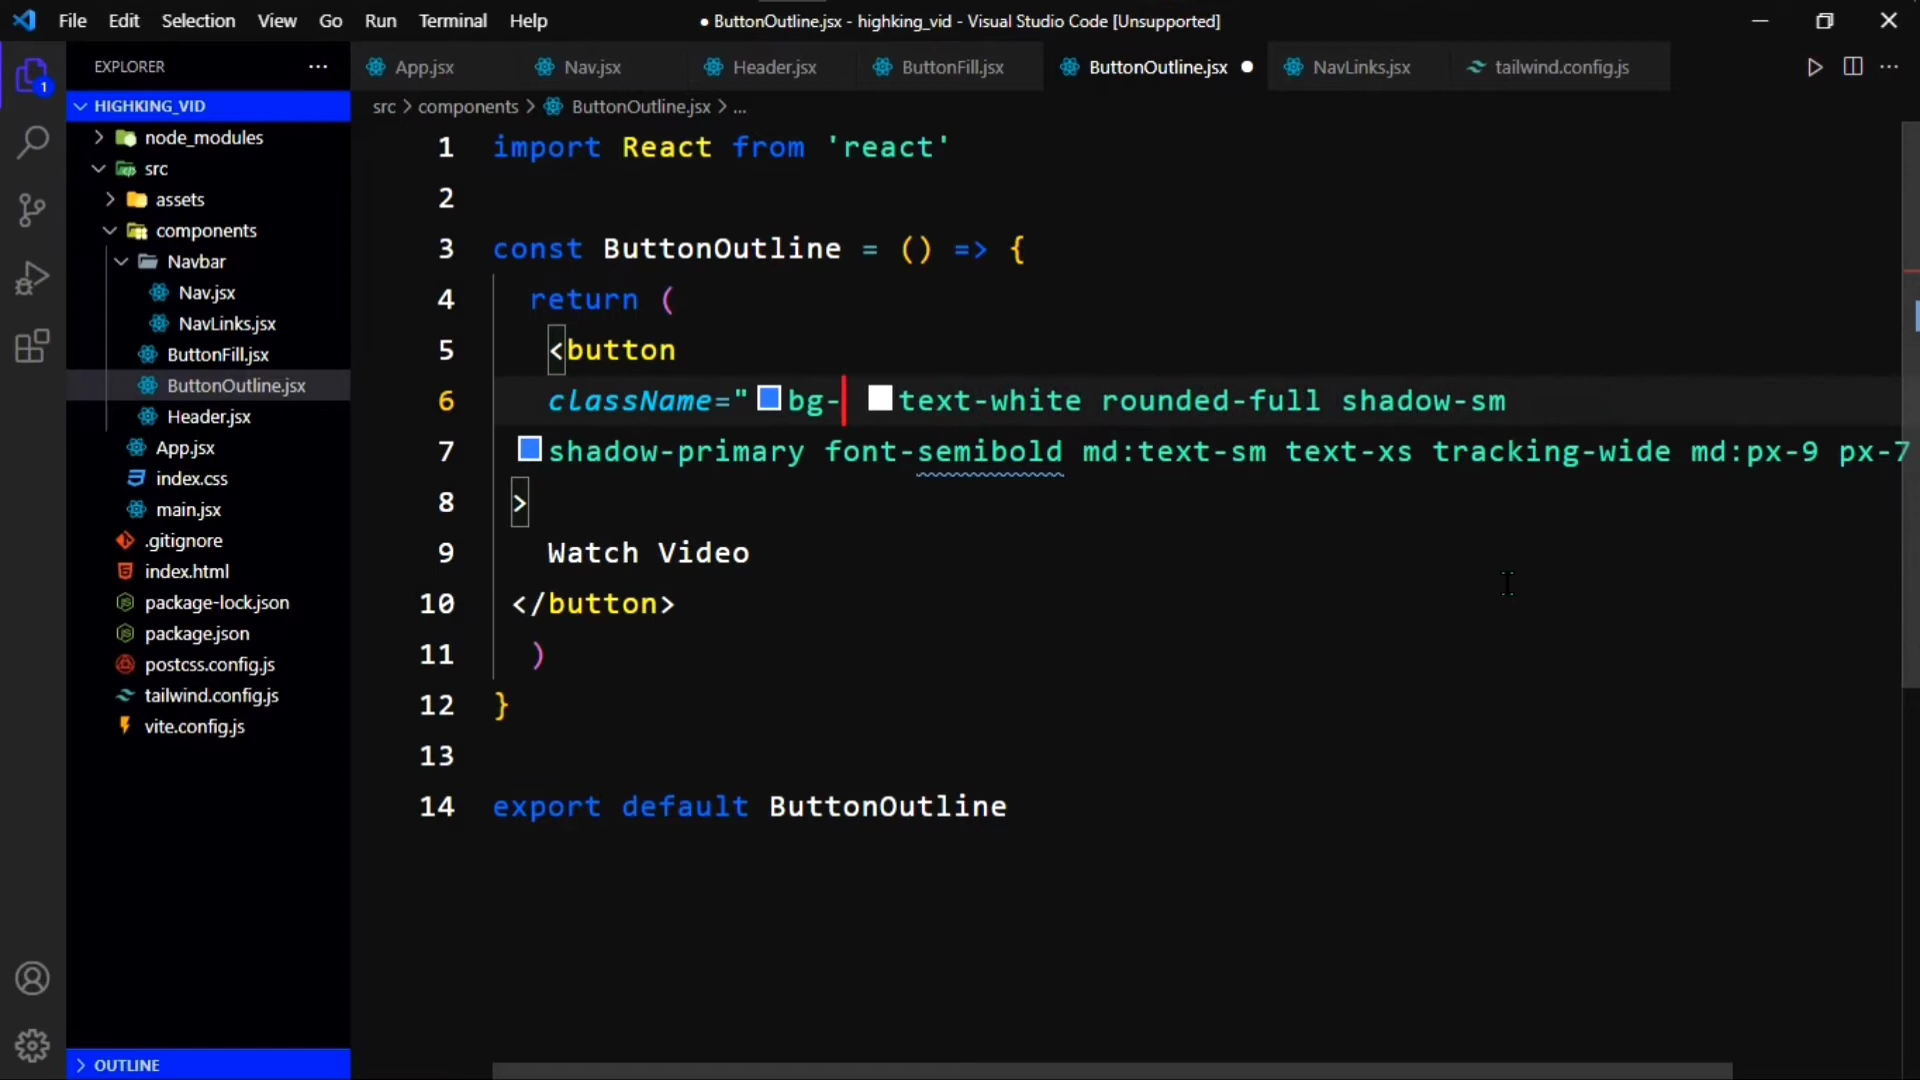 File Edit Selection View Go Run Terminal Help
● ButtonOutline.jsx - highking_vid - Visual Studio Code [Unsupported]
EXPLORER ...
App.jsx Nav.jsx Header.jsx ButtonFill.jsx ButtonOutline.jsx ● NavLinks.jsx tailwind.config.js
1
HIGHKING_VID
node_modules
src
assets
components
Navbar
Nav.jsx
NavLinks.jsx
ButtonFill.jsx
ButtonOutline.jsx
Header.jsx
App.jsx
index.css
main.jsx
.gitignore
index.html
package-lock.json
package.json
postcss.config.js
tailwind.config.js
vite.config.js
OUTLINE
src > components > ButtonOutline.jsx > ...
1 import React from 'react'
2
3 const ButtonOutline = () => {
4 return (
5 <button
6 className=" bg- text-white rounded-full shadow-sm
7 shadow-primary font-semibold md:text-sm text-xs tracking-wide md:px-9 px-7
8 >
9 Watch Video
10 </button>
11 )
12 }
13
14 export default ButtonOutline